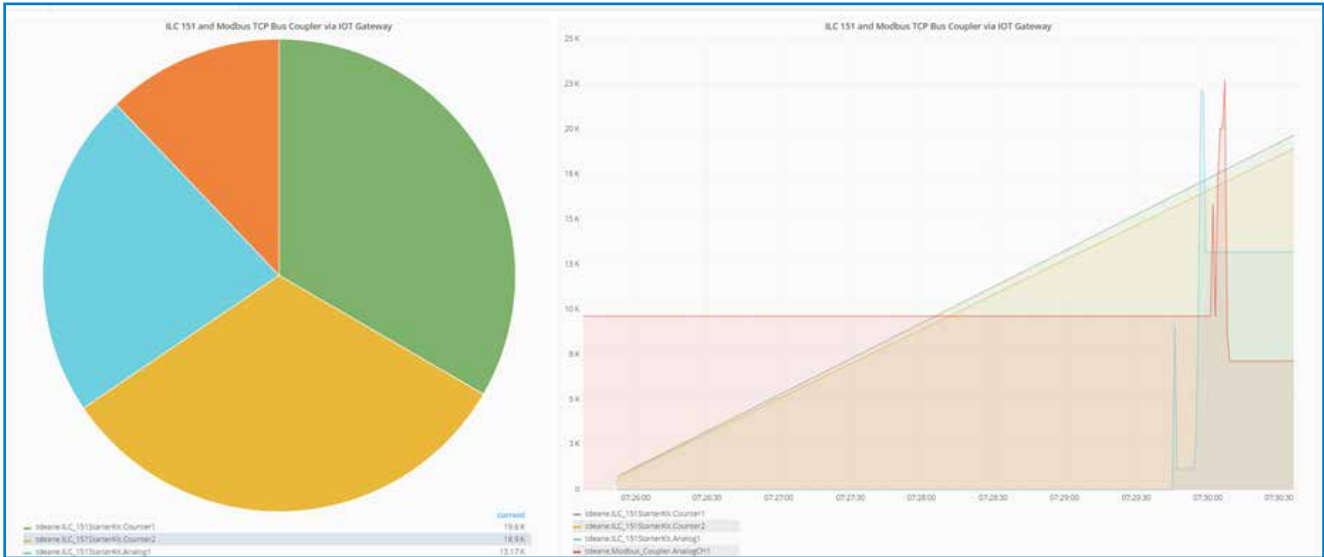 ILC 151 and Modbus TCP Bus Coupler via IOT Gateway
current
tdeane.ILC_151StarterKit.Counter1 19.6 K
tdeane.ILC_151StarterKit.Counter2 18.9 K
tdeane.ILC_151StarterKit.Analog1 13.17 K
ILC 151 and Modbus TCP Bus Coupler via IOT Gateway
25 K
23 K
20 K
18 K
15 K
13 K
10 K
8 K
5 K
3 K
0
07:26:00 07:26:30 07:27:00 07:27:30 07:28:00 07:28:30 07:29:00 07:29:30 07:30:00 07:30:30
tdeane.ILC_151StarterKit.Counter1
tdeane.ILC_151StarterKit.Counter2
tdeane.ILC_151StarterKit.Analog1
tdeane.Modbus_Coupler.AnalogCH1